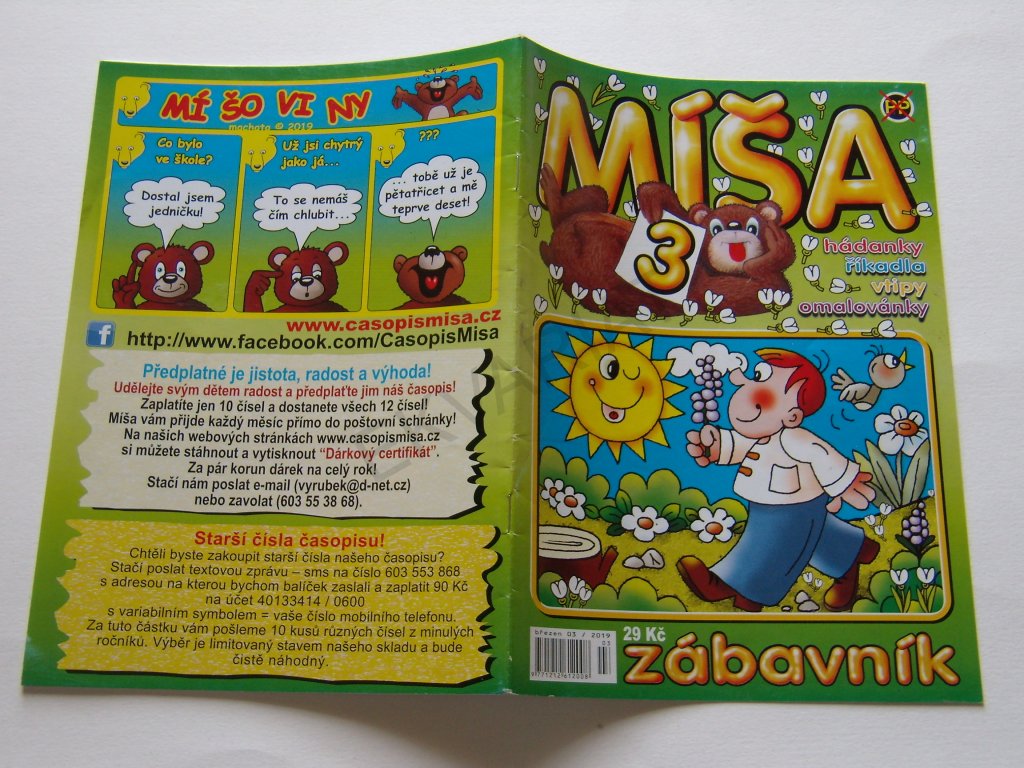 MÍ ŠO VI NY
machata © 2019
Co bylo
ve škole?
Dostal jsem
jedničku!
Už jsi chytrý
jako já...
To se nemáš
čím chlubit...
???
... tobě už je
pětatřicet a mě
teprve deset!
www.casopismisa.cz
f http://www.facebook.com/CasopisMisa
Předplatné je jistota, radost a výhoda!
Udělejte svým dětem radost a předplaťte jim náš časopis!
Zaplatíte jen 10 čísel a dostanete všech 12 čísel!
Míša vám přijde každý měsíc přímo do poštovní schránky!
Na našich webových stránkách www.casopismisa.cz
si můžete stáhnout a vytisknout “Dárkový certifikát”.
Za pár korun dárek na celý rok!
Stačí nám poslat e-mail (vyrubek@d-net.cz)
nebo zavolat (603 55 38 68).
Starší čísla časopisu!
Chtěli byste zakoupit starší čísla našeho časopisu?
Stačí poslat textovou zprávu – sms na číslo 603 553 868
s adresou na kterou bychom balíček zaslali a zaplatit 90 Kč
na účet 40133414 / 0600
s variabilním symbolem = vaše číslo mobilního telefonu.
Za tuto částku vám pošleme 10 kusů různých čísel z minulých
ročníků. Výběr je limitovaný stavem našeho skladu a bude
čistě náhodný.
MÍŠA
3
hádanky
říkadla
vtipy
omalovánky
březen 03 / 2019
03
9 771212 612008
29 Kč
zábavník